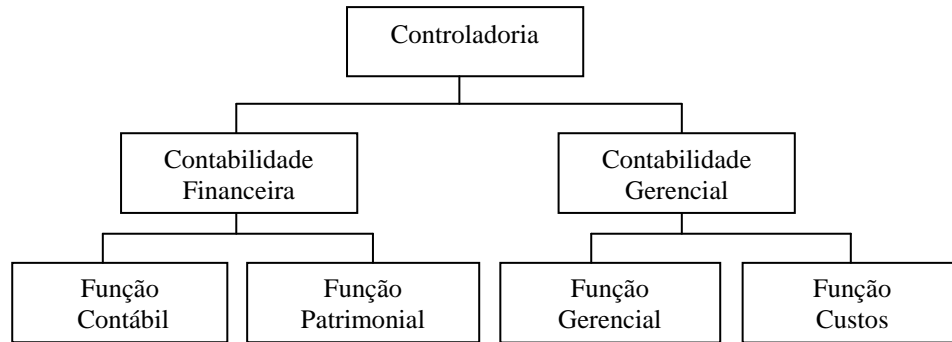 Controladoria
Contabilidade
Financeira
Contabilidade
Gerencial
Função
Contábil
Função
Patrimonial
Função
Gerencial
Função
Custos